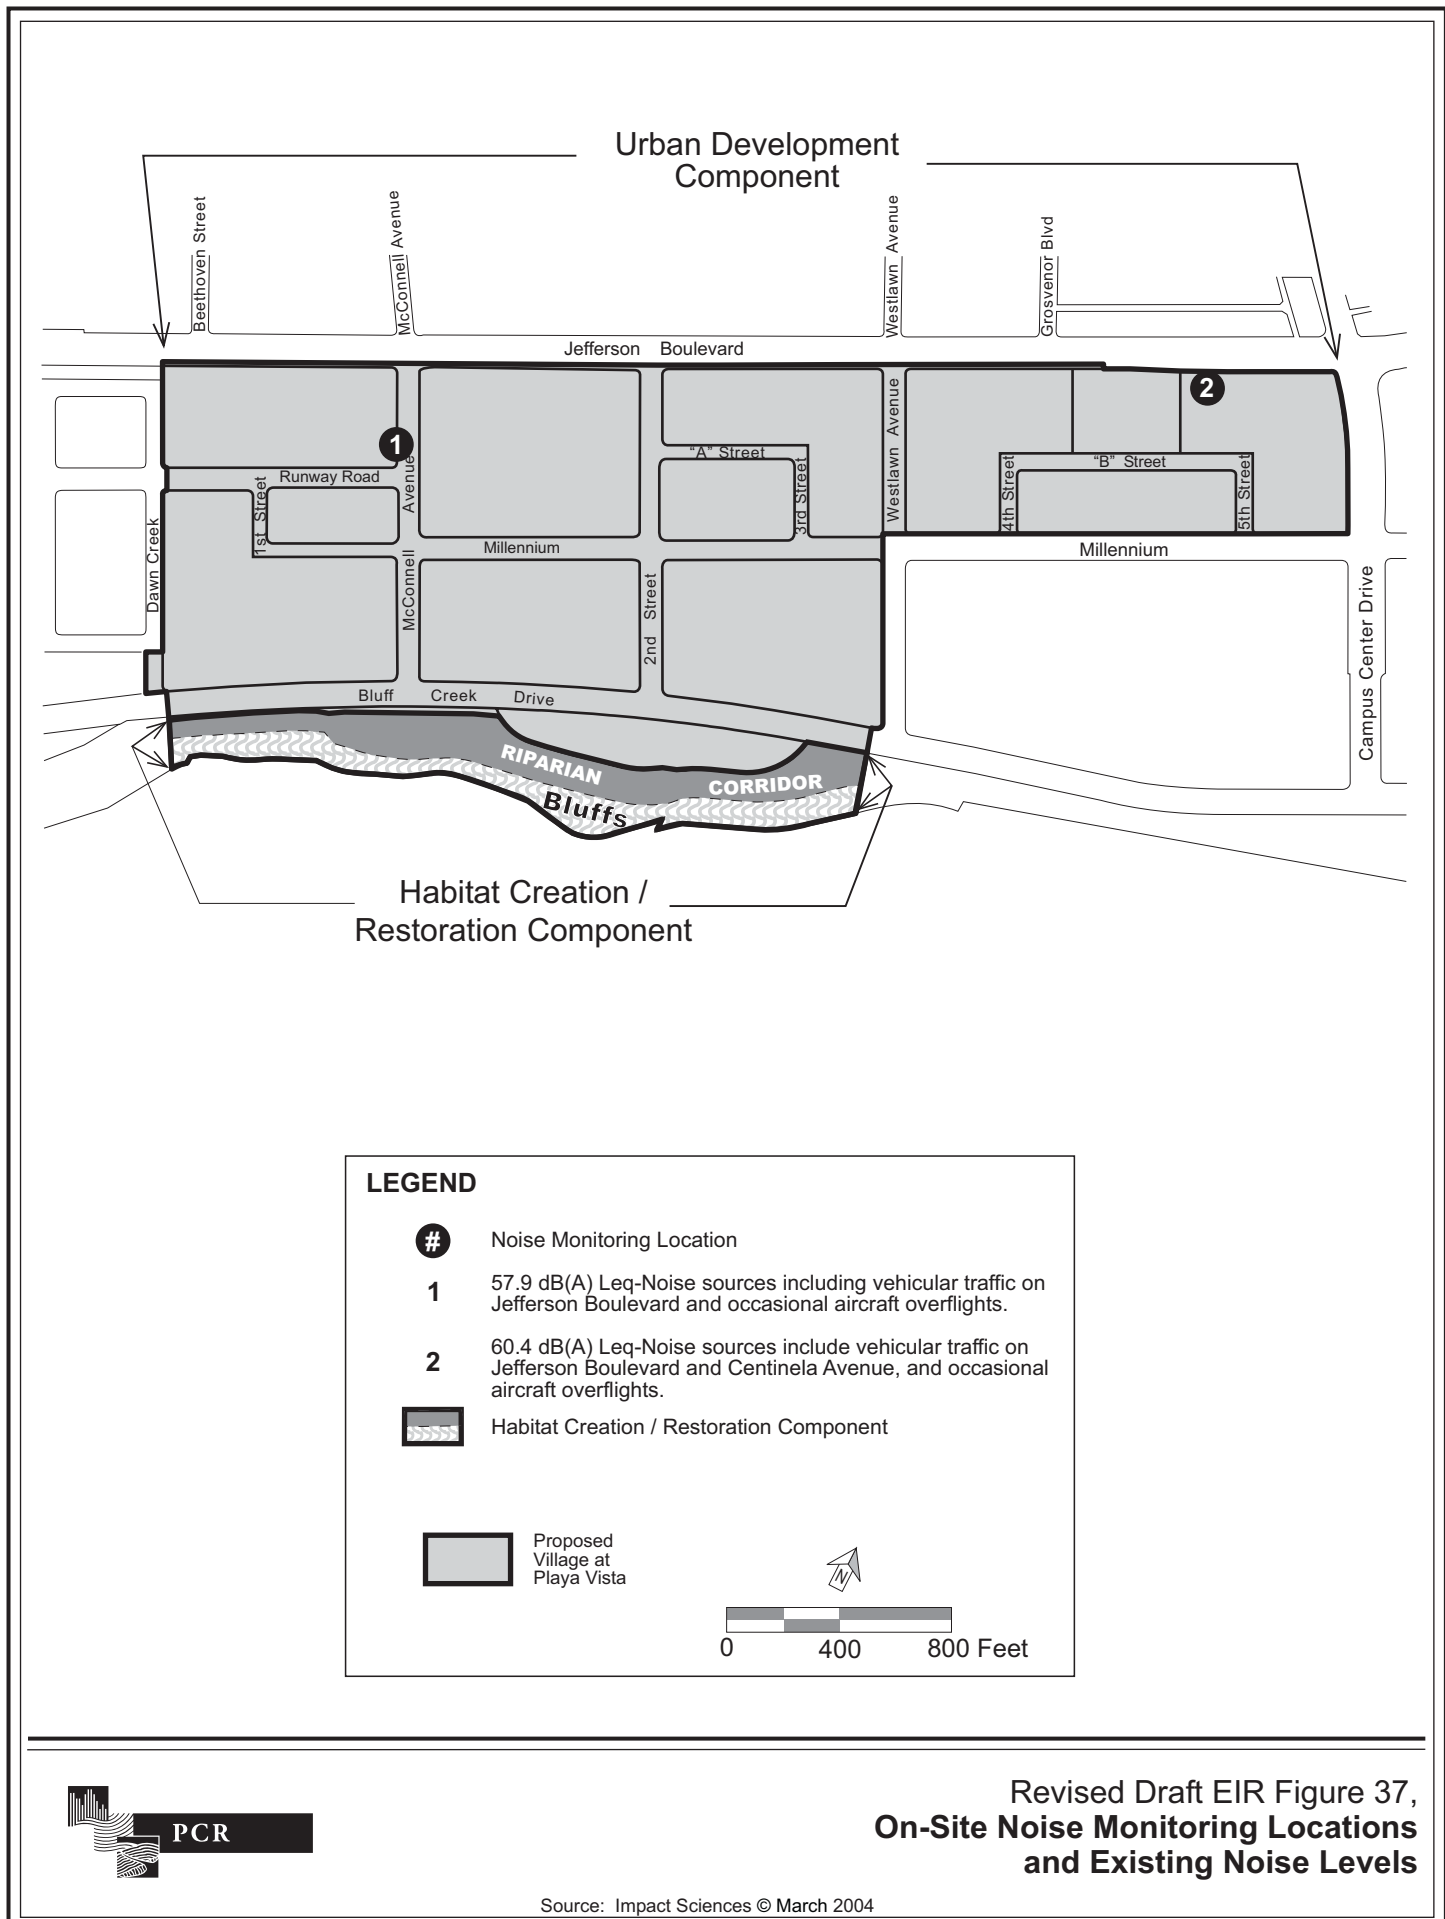 Urban Development
Component
Beethoven Street
McConnell Avenue
Westlawn Avenue
Grosvenor Blvd
Jefferson Boulevard
2
1
"A" Street
Westlawn Avenue
"B" Street
Runway Road
Avenue
1st Street
3rd Street
4th Street
5th Street
Millennium
Millennium
Dawn Creek
McConnell
2nd Street
Campus Center Drive
Bluff Creek Drive
RIPARIAN
CORRIDOR
Bluffs
Habitat Creation /
Restoration Component
LEGEND
# Noise Monitoring Location
1 57.9 dB(A) Leq-Noise sources including vehicular traffic on
Jefferson Boulevard and occasional aircraft overflights.
2 60.4 dB(A) Leq-Noise sources include vehicular traffic on
Jefferson Boulevard and Centinela Avenue, and occasional
aircraft overflights.
Habitat Creation / Restoration Component
Proposed
Village at
Playa Vista
N
0 400 800 Feet
PCR
Revised Draft EIR Figure 37,
On-Site Noise Monitoring Locations
and Existing Noise Levels
Source: Impact Sciences © March 2004